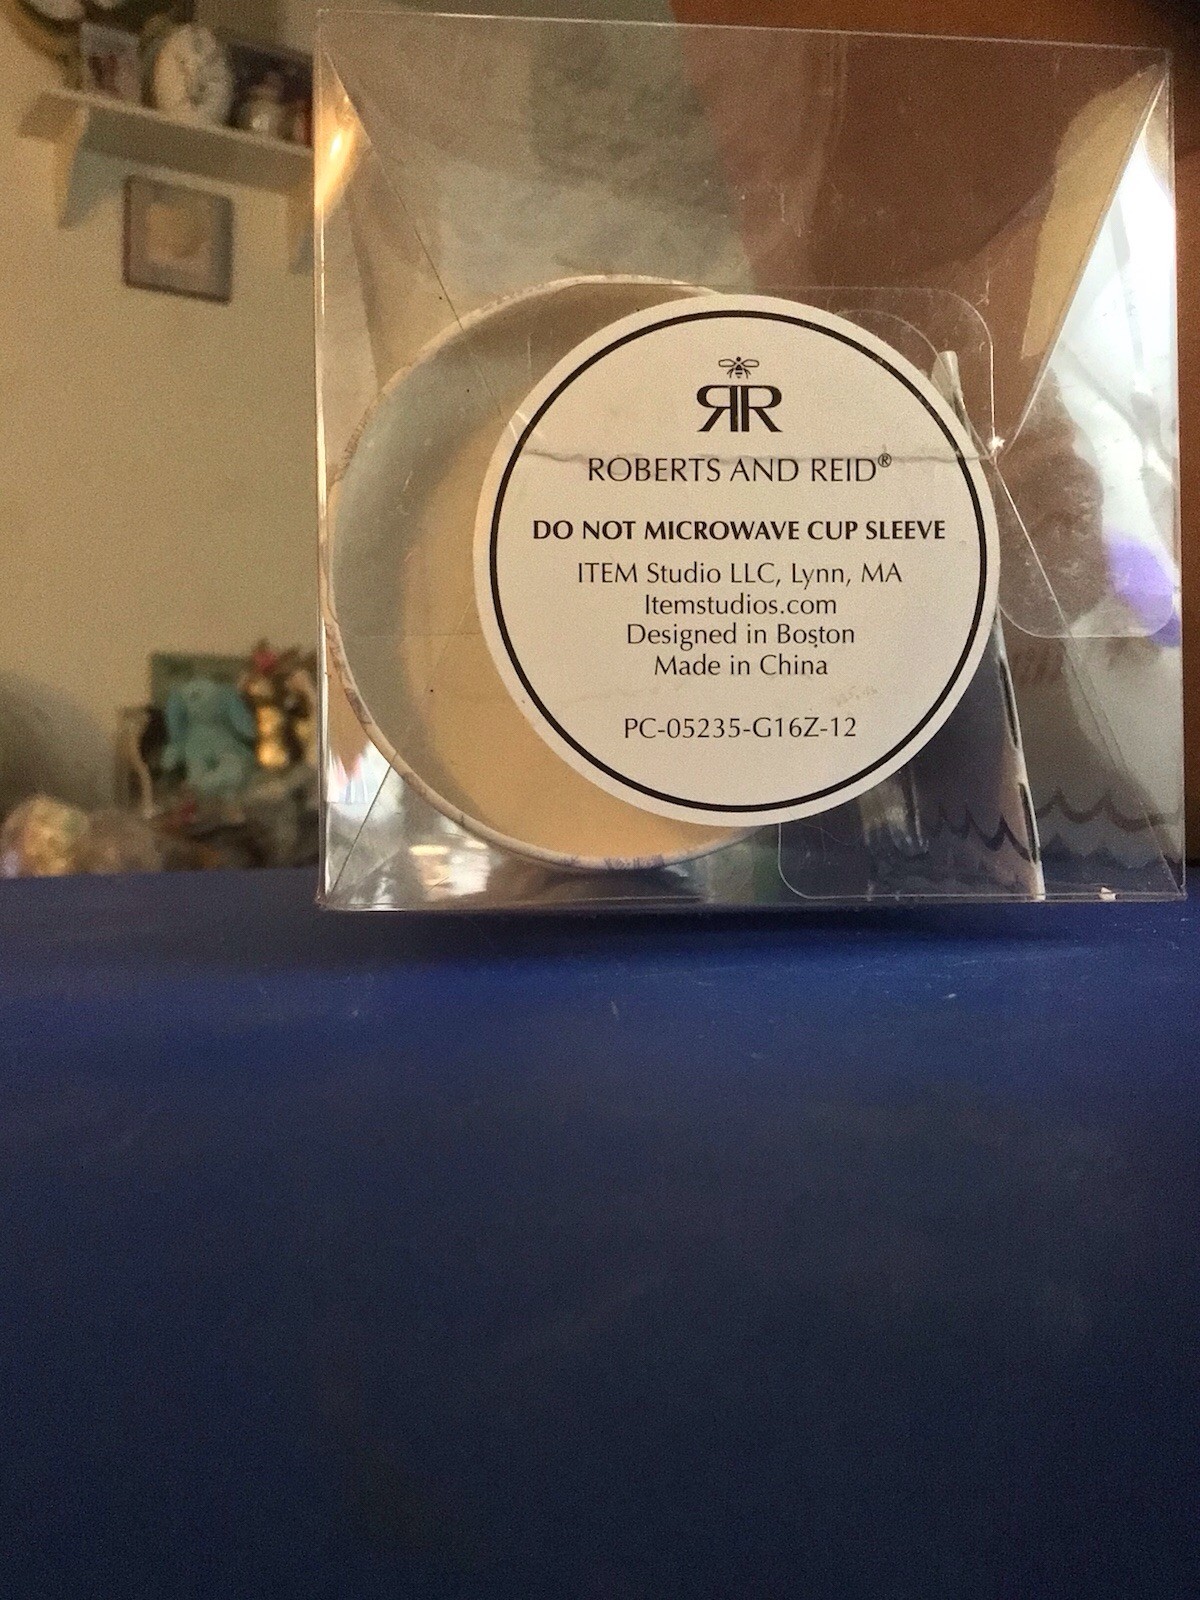 RR
ROBERTS AND REID®
DO NOT MICROWAVE CUP SLEEVE
ITEM Studio LLC, Lynn, MA
Itemstudios.com
Designed in Boston
Made in China
PC-05235-G16Z-12